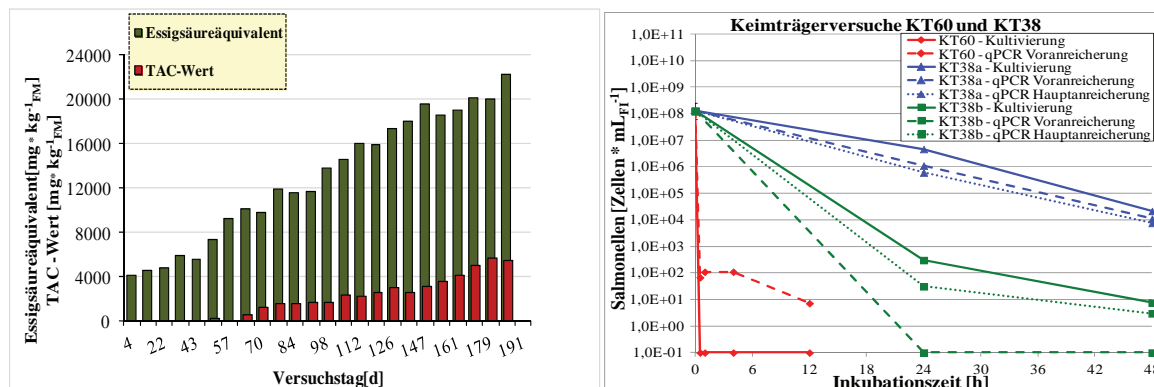 Essigsäureäquivalent
TAC-Wert
Essigsäureäquivalent[mg * kg-1FM]
TAC-Wert [mg* kg-1FM]
24000
20000
16000
12000
8000
4000
0
4 22 43 57 70 84 98 112 126 147 161 179 191
Versuchstag[d]
Keimträgerversuche KT60 und KT38
KT60 - Kultivierung
KT60 - qPCR Voranreicherung
KT38a - Kultivierung
KT38a - qPCR Voranreicherung
KT38a - qPCR Hauptanreicherung
KT38b - Kultivierung
KT38b - qPCR Voranreicherung
KT38b - qPCR Hauptanreicherung
Salmonellen [Zellen * mLFI-1]
1,0E+11
1,0E+10
1,0E+09
1,0E+08
1,0E+07
1,0E+06
1,0E+05
1,0E+04
1,0E+03
1,0E+02
1,0E+01
1,0E+00
1,0E-01
0 6 12 18 24 30 36 42 48
Inkubationszeit [h]